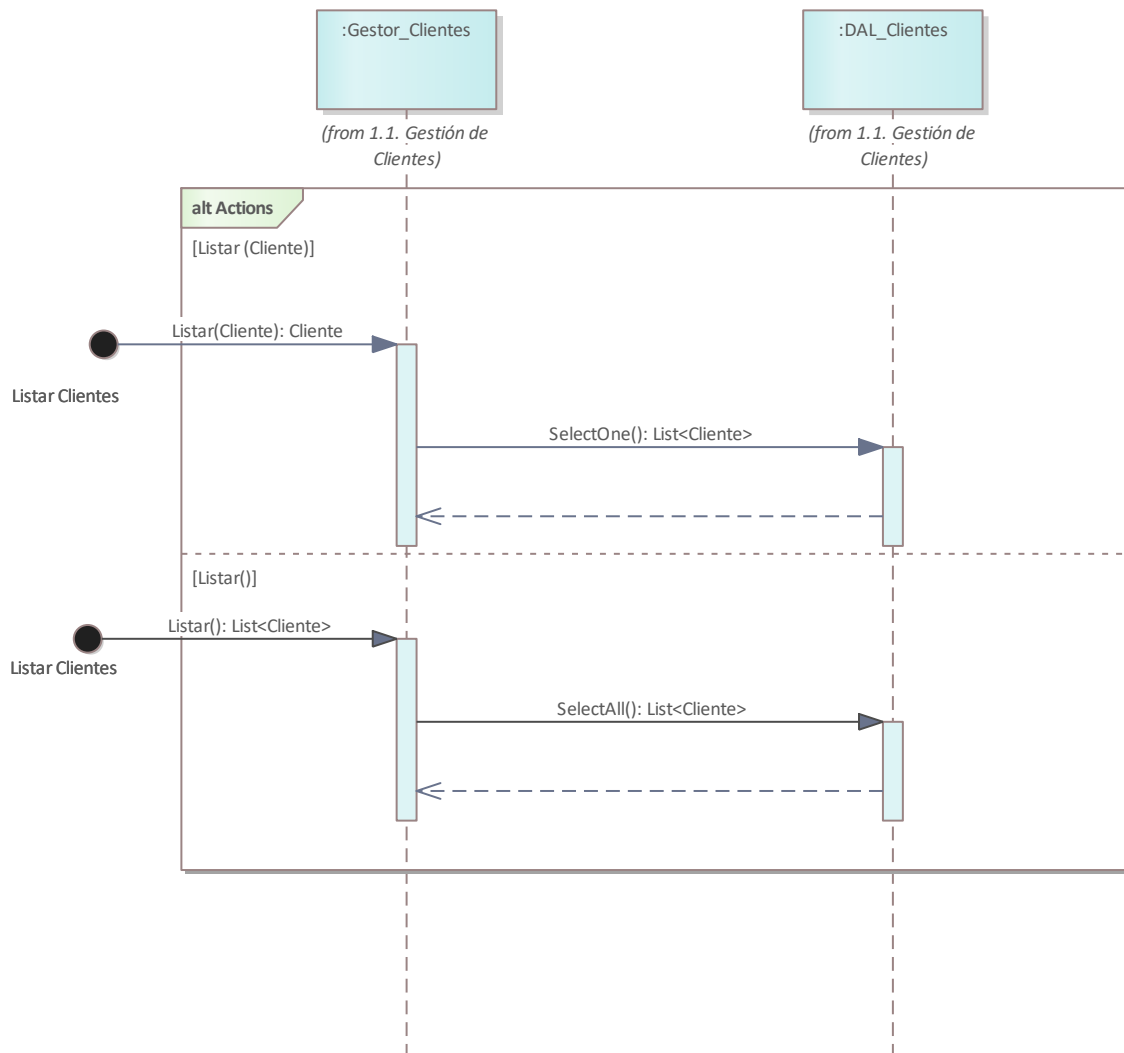 :Gestor_Clientes
:DAL_Clientes
(from 1.1. Gestión de
Clientes)
(from 1.1. Gestión de
Clientes)
alt Actions
[Listar (Cliente)]
Listar(Cliente): Cliente
Listar Clientes
SelectOne(): List<Cliente>
[Listar()]
Listar(): List<Cliente>
Listar Clientes
SelectAll(): List<Cliente>